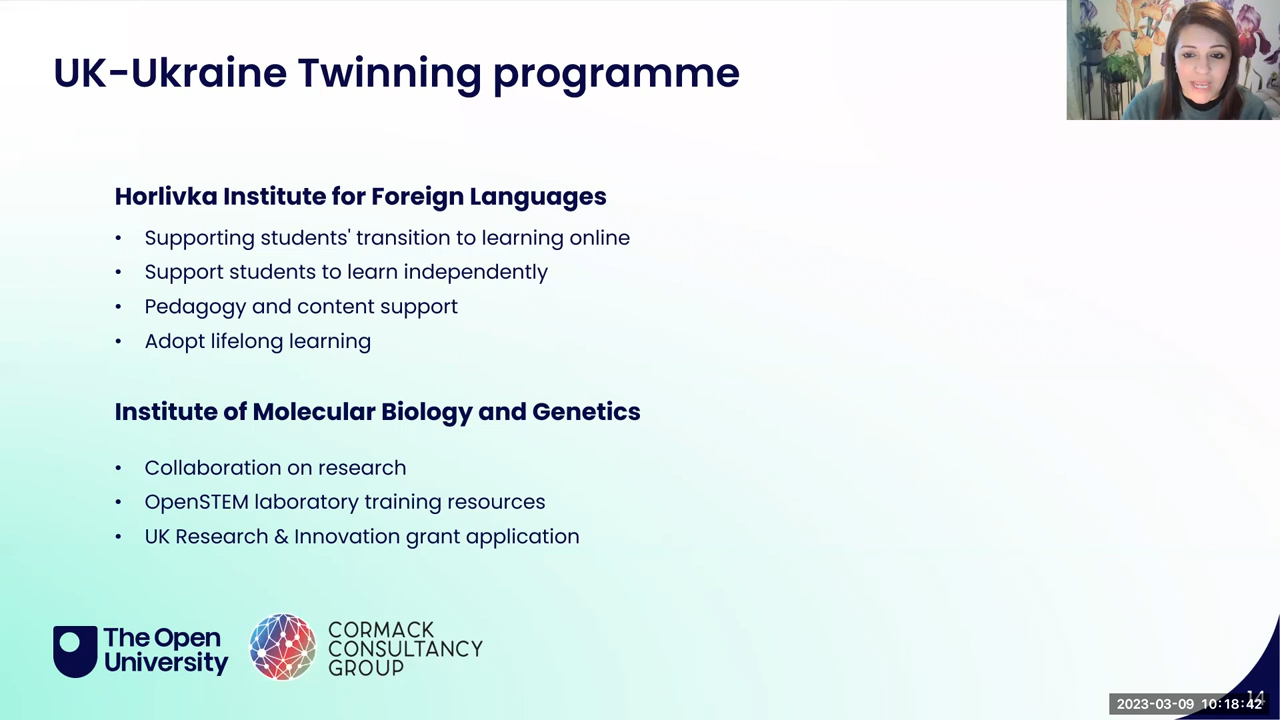 UK-Ukraine Twinning programme
Horlivka Institute for Foreign Languages
• Supporting students' transition to learning online
• Support students to learn independently
• Pedagogy and content support
• Adopt lifelong learning
Institute of Molecular Biology and Genetics
• Collaboration on research
• OpenSTEM laboratory training resources
• UK Research & Innovation grant application
The Open
University
CORMACK
CONSULTANCY
GROUP
14
2023-03-09 10:18:42